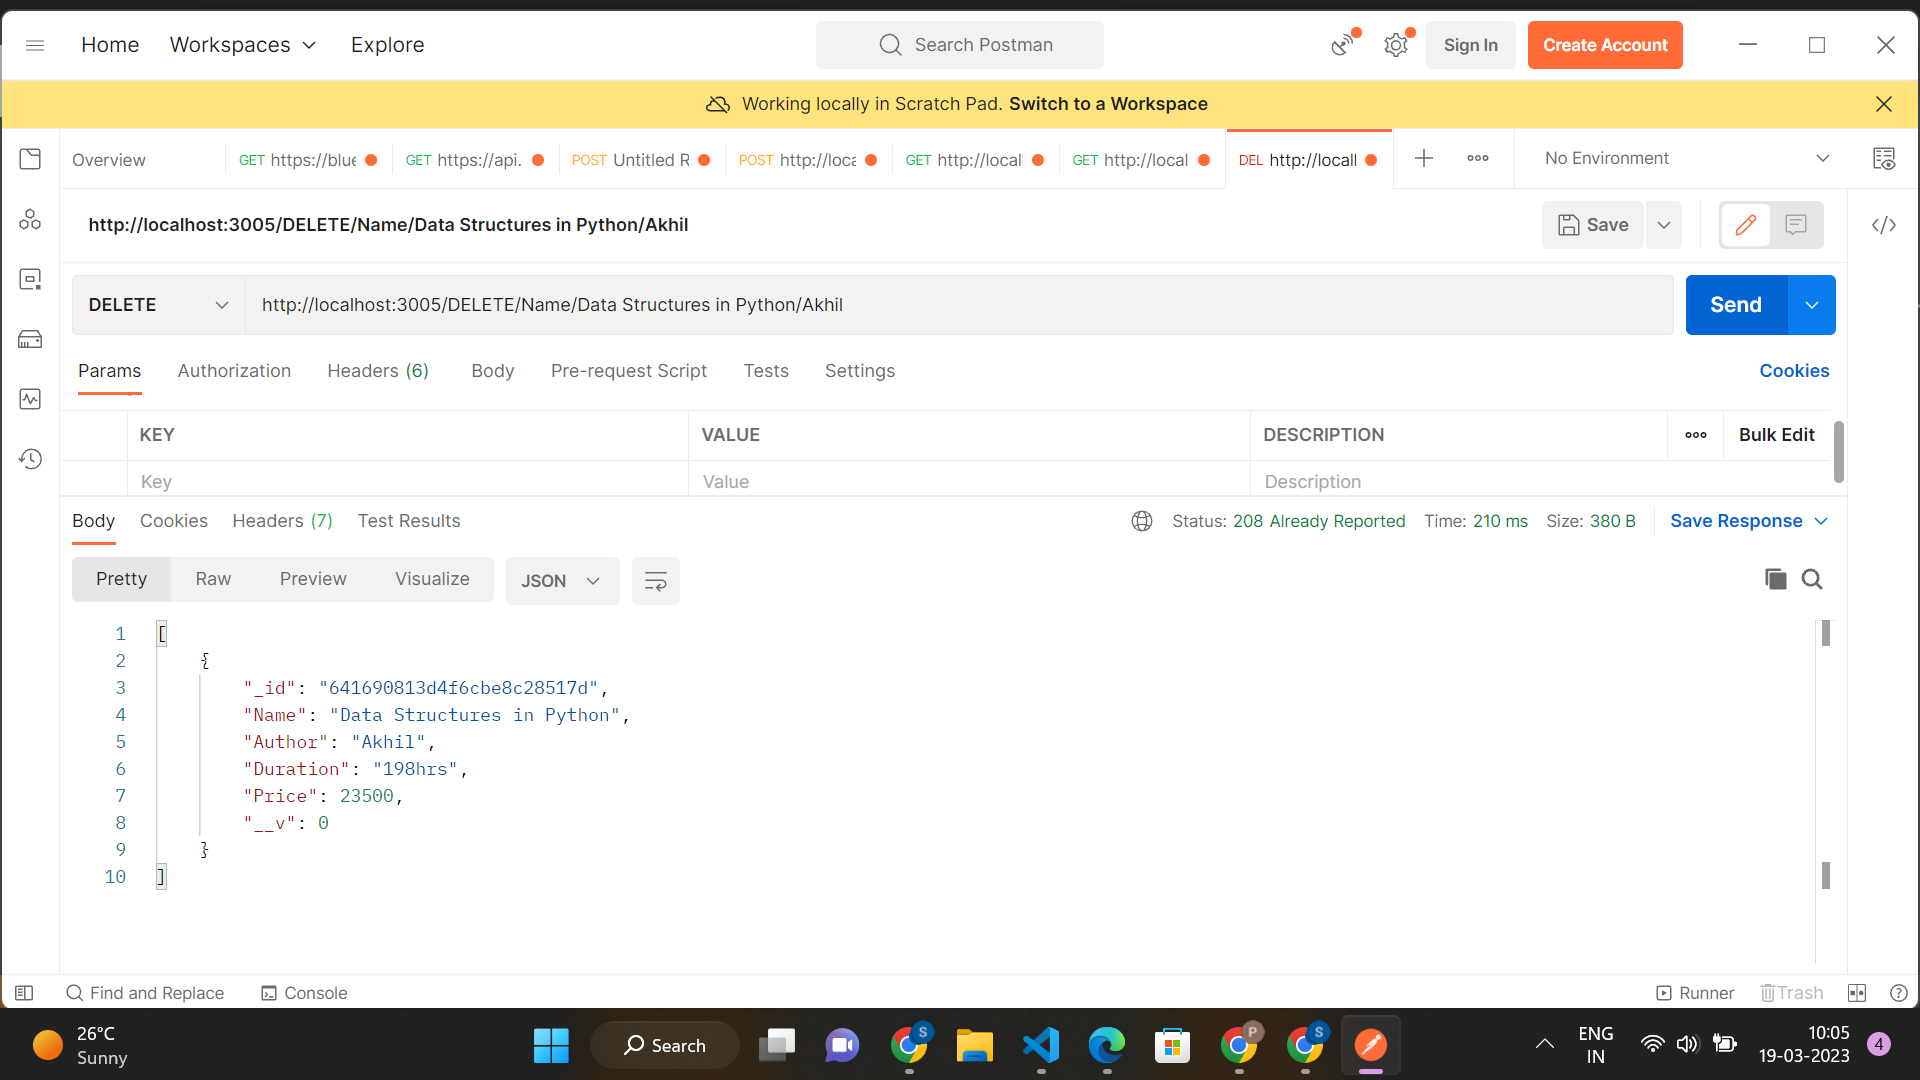 Home Workspaces Explore Search Postman Sign In Create Account
Working locally in Scratch Pad. Switch to a Workspace
Overview GET https://blue GET https://api. POST Untitled R POST http://loca GET http://local GET http://local DEL http://locall No Environment
http://localhost:3005/DELETE/Name/Data Structures in Python/Akhil Save
DELETE http://localhost:3005/DELETE/Name/Data Structures in Python/Akhil Send
Params Authorization Headers (6) Body Pre-request Script Tests Settings Cookies
KEY VALUE DESCRIPTION Bulk Edit
Key Value Description
Body Cookies Headers (7) Test Results Status: 208 Already Reported Time: 210 ms Size: 380 B Save Response
Pretty Raw Preview Visualize JSON
1 [
2 {
3 "_id": "641690813d4f6cbe8c28517d",
4 "Name": "Data Structures in Python",
5 "Author": "Akhil",
6 "Duration": "198hrs",
7 "Price": 23500,
8 "__v": 0
9 }
10 ]
Find and Replace Console Runner Trash
26°C
Sunny
Search
S
P
S
ENG
IN
10:05
19-03-2023
4